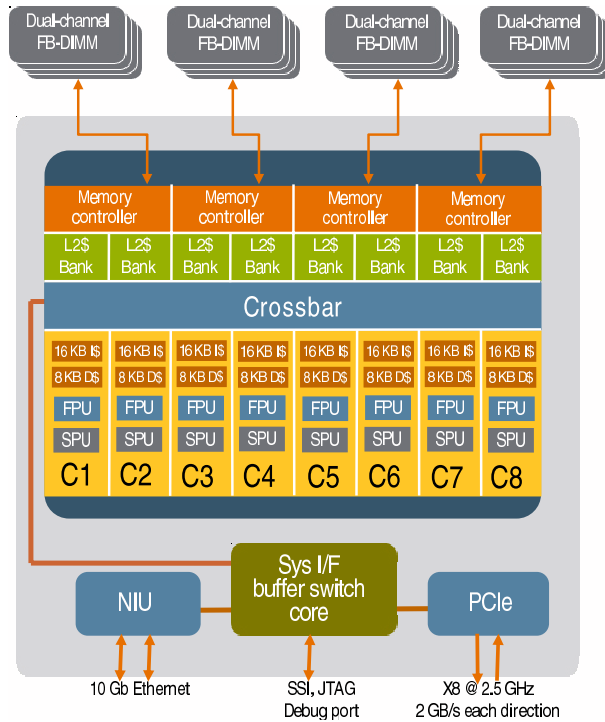 Dual-channel Dual-channel Dual-channel Dual-channel
FB-DIMM FB-DIMM FB-DIMM FB-DIMM
Memory Memory Memory Memory
controller controller controller controller
L2$ L2$ L2$ L2$ L2$ L2$ L2$ L2$
Bank Bank Bank Bank Bank Bank Bank Bank
Crossbar
16 KB I$ 16 KB I$ 16 KB I$ 16 KB I$ 16 KB I$ 16 KB I$ 16 KB I$ 16 KB I$
8 KB D$ 8 KB D$ 8 KB D$ 8 KB D$ 8 KB D$ 8 KB D$ 8 KB D$ 8 KB D$
FPU FPU FPU FPU FPU FPU FPU FPU
SPU SPU SPU SPU SPU SPU SPU SPU
C1 C2 C3 C4 C5 C6 C7 C8
Sys I/F
buffer switch
core
NIU
PCIe
10 Gb Ethernet
SSI, JTAG
Debug port
X8 @ 2.5 GHz
2 GB/s each direction